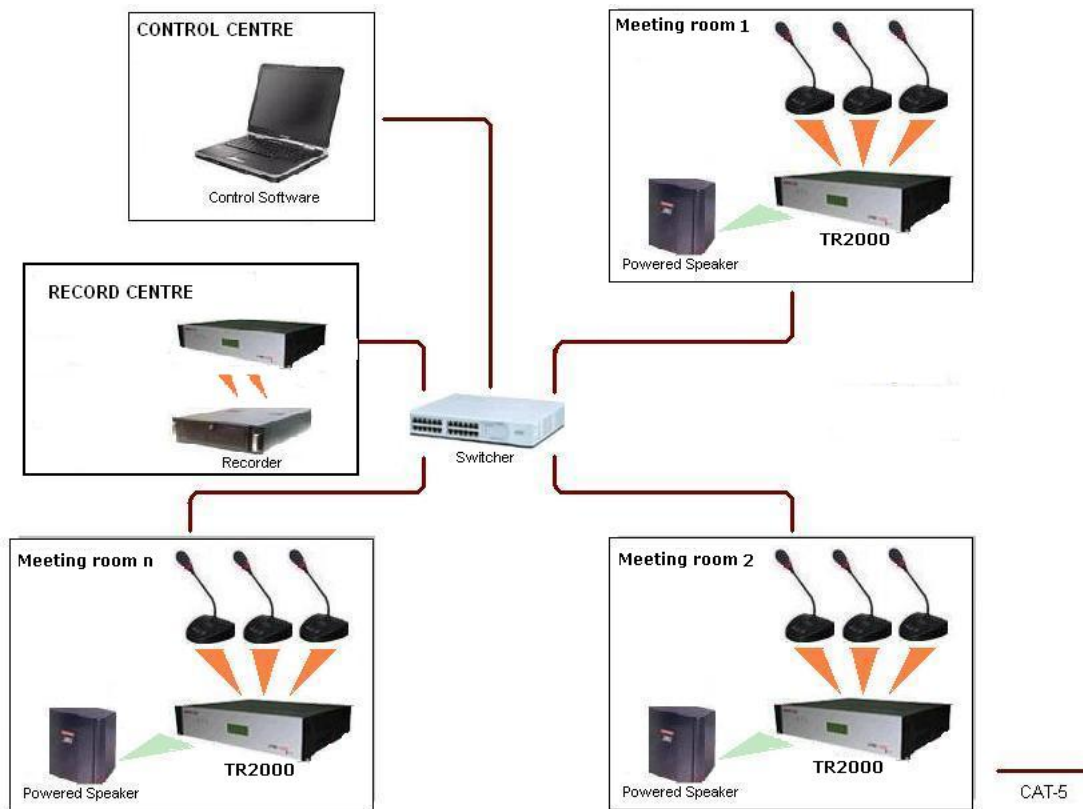 CONTROL CENTRE
Control Software
Meeting room 1
TR2000
Powered Speaker
RECORD CENTRE
Recorder
Switcher
Meeting room n
TR2000
Powered Speaker
Meeting room 2
TR2000
Powered Speaker
CAT-5